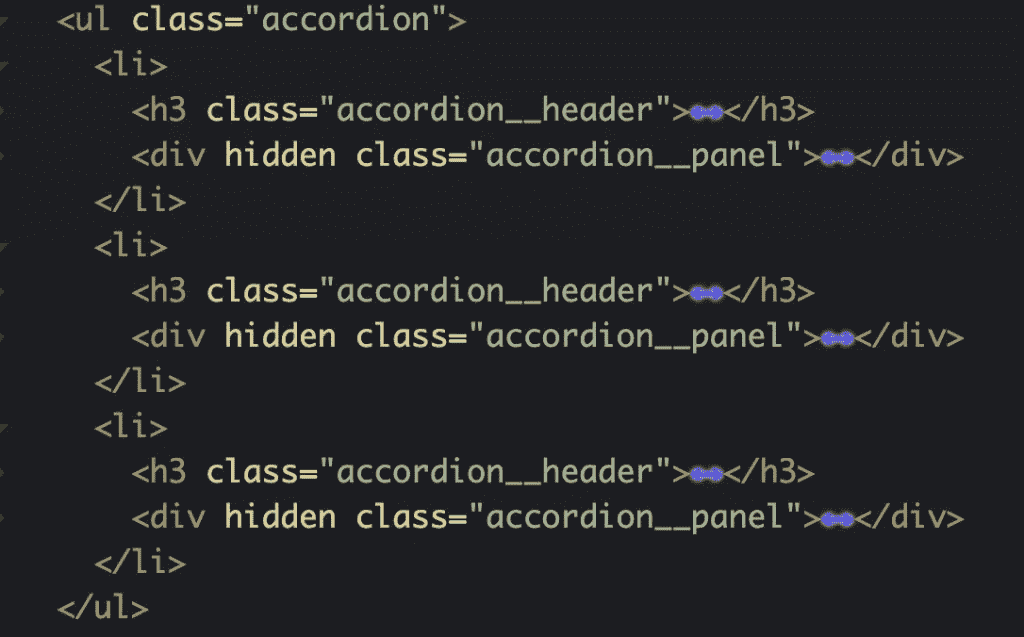 <ul class="accordion">
<li>
<h3 class="accordion__header"></h3>
<div hidden class="accordion__panel"></div>
</li>
<li>
<h3 class="accordion__header"></h3>
<div hidden class="accordion__panel"></div>
</li>
<li>
<h3 class="accordion__header"></h3>
<div hidden class="accordion__panel"></div>
</li>
</ul>